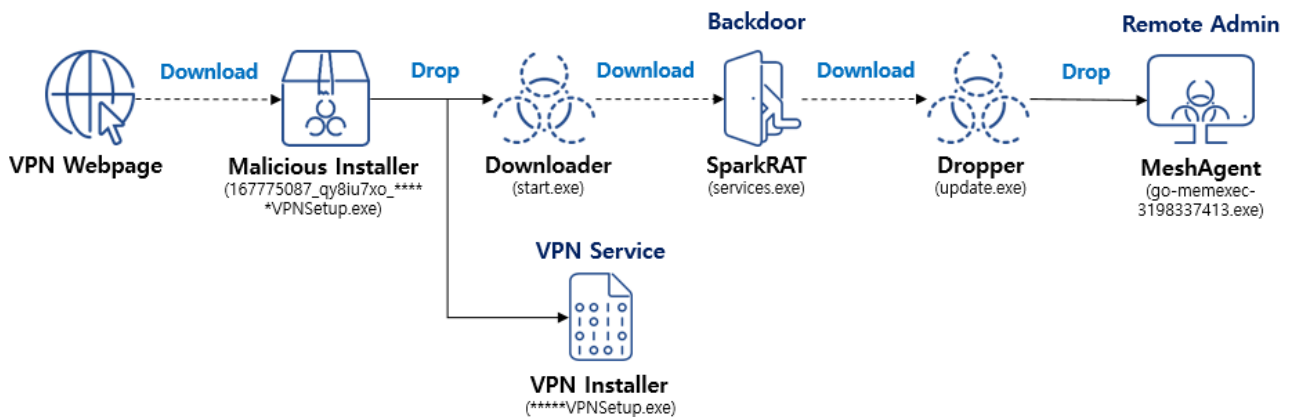 Backdoor
Remote Admin
Download
Drop
Download
Download
Drop
VPN Webpage
Malicious Installer
(167775087_qy8iu7xo_****
*VPNSetup.exe)
Downloader
(start.exe)
SparkRAT
(services.exe)
Dropper
(update.exe)
MeshAgent
(go-memexec-
3198337413.exe)
VPN Service
VPN Installer
(*****VPNSetup.exe)